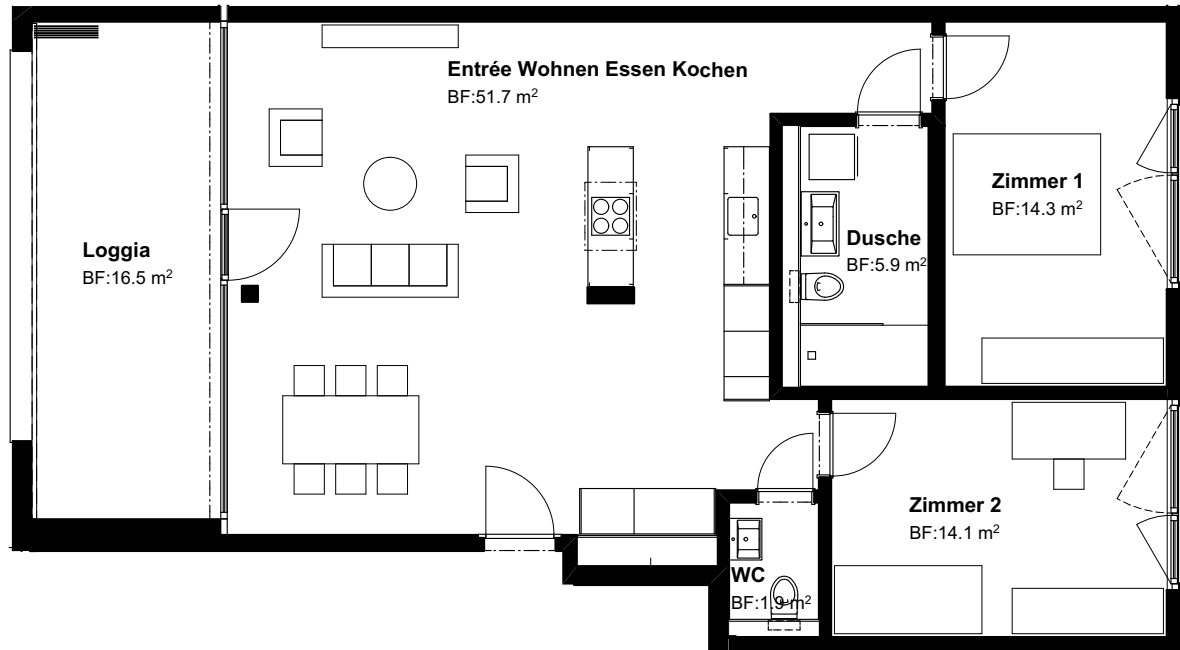 Entrée Wohnen Essen Kochen
BF:51.7 m²
Zimmer 1
BF:14.3 m²
Dusche
BF:5.9 m²
Loggia
BF:16.5 m²
Zimmer 2
BF:14.1 m²
WC
BF:1.9 m²